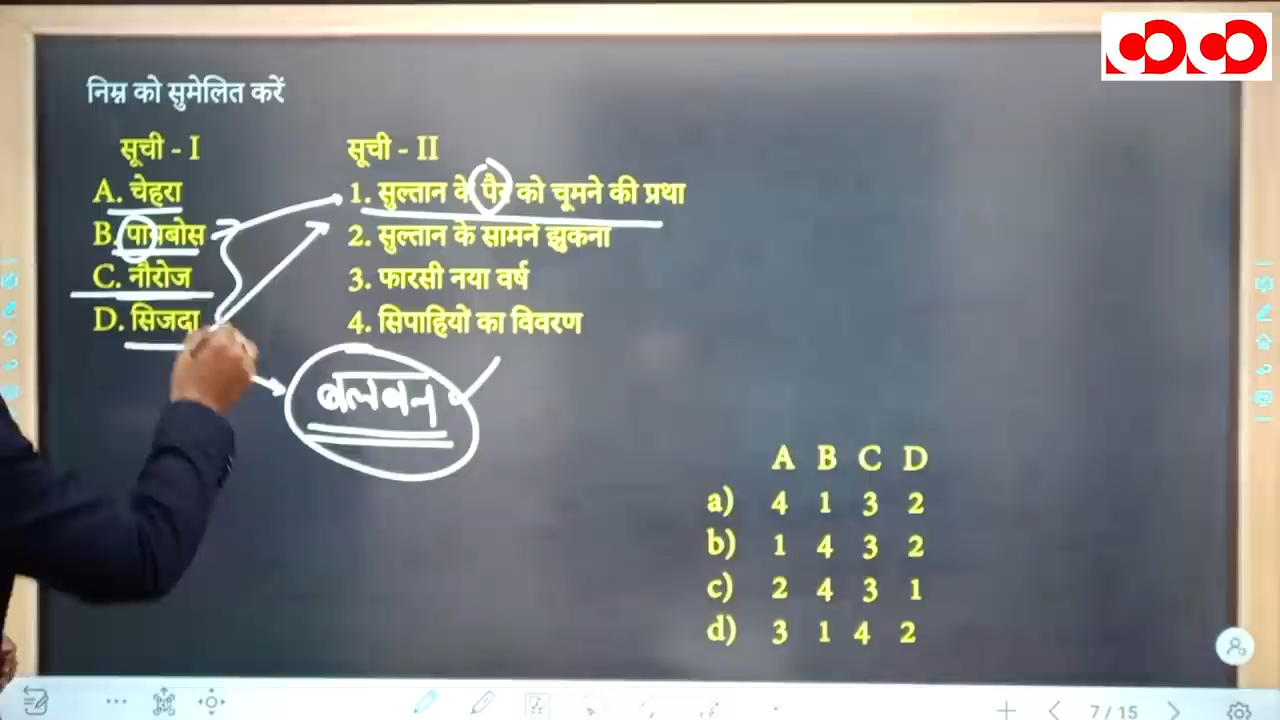 निम्न को सुमेलित करें
सूची - I सूची - II
A. चेहरा 1. सुल्तान के पैर को चूमने की प्रथा
B. पायबोस 2. सुल्तान के सामने झुकना
C. नौरोज 3. फारसी नया वर्ष
D. सिजदा 4. सिपाहियों का विवरण
बलबन
A B C D
a) 4 1 3 2
b) 1 4 3 2
c) 2 4 3 1
d) 3 1 4 2
7/15